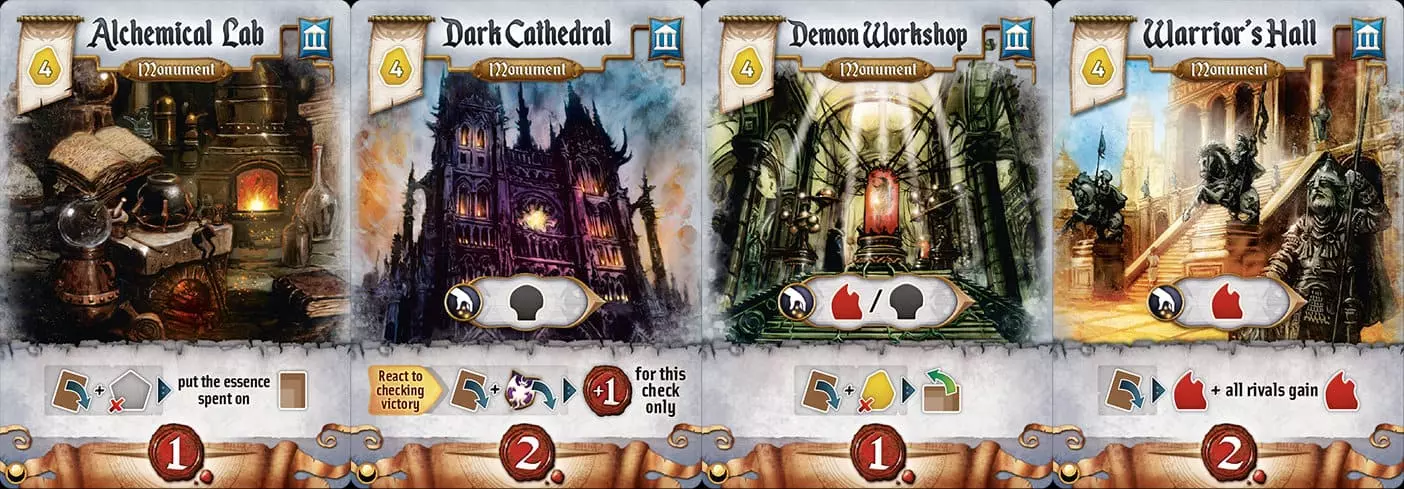 Alchemical Lab
4
Monument
+
put the essence
spent on
1
Dark Cathedral
4
Monument
React to
checking
victory
+
+1
for this
check
only
2
Demon Workshop
4
Monument
/
+
1
Warrior's Hall
4
Monument
+ all rivals gain
2